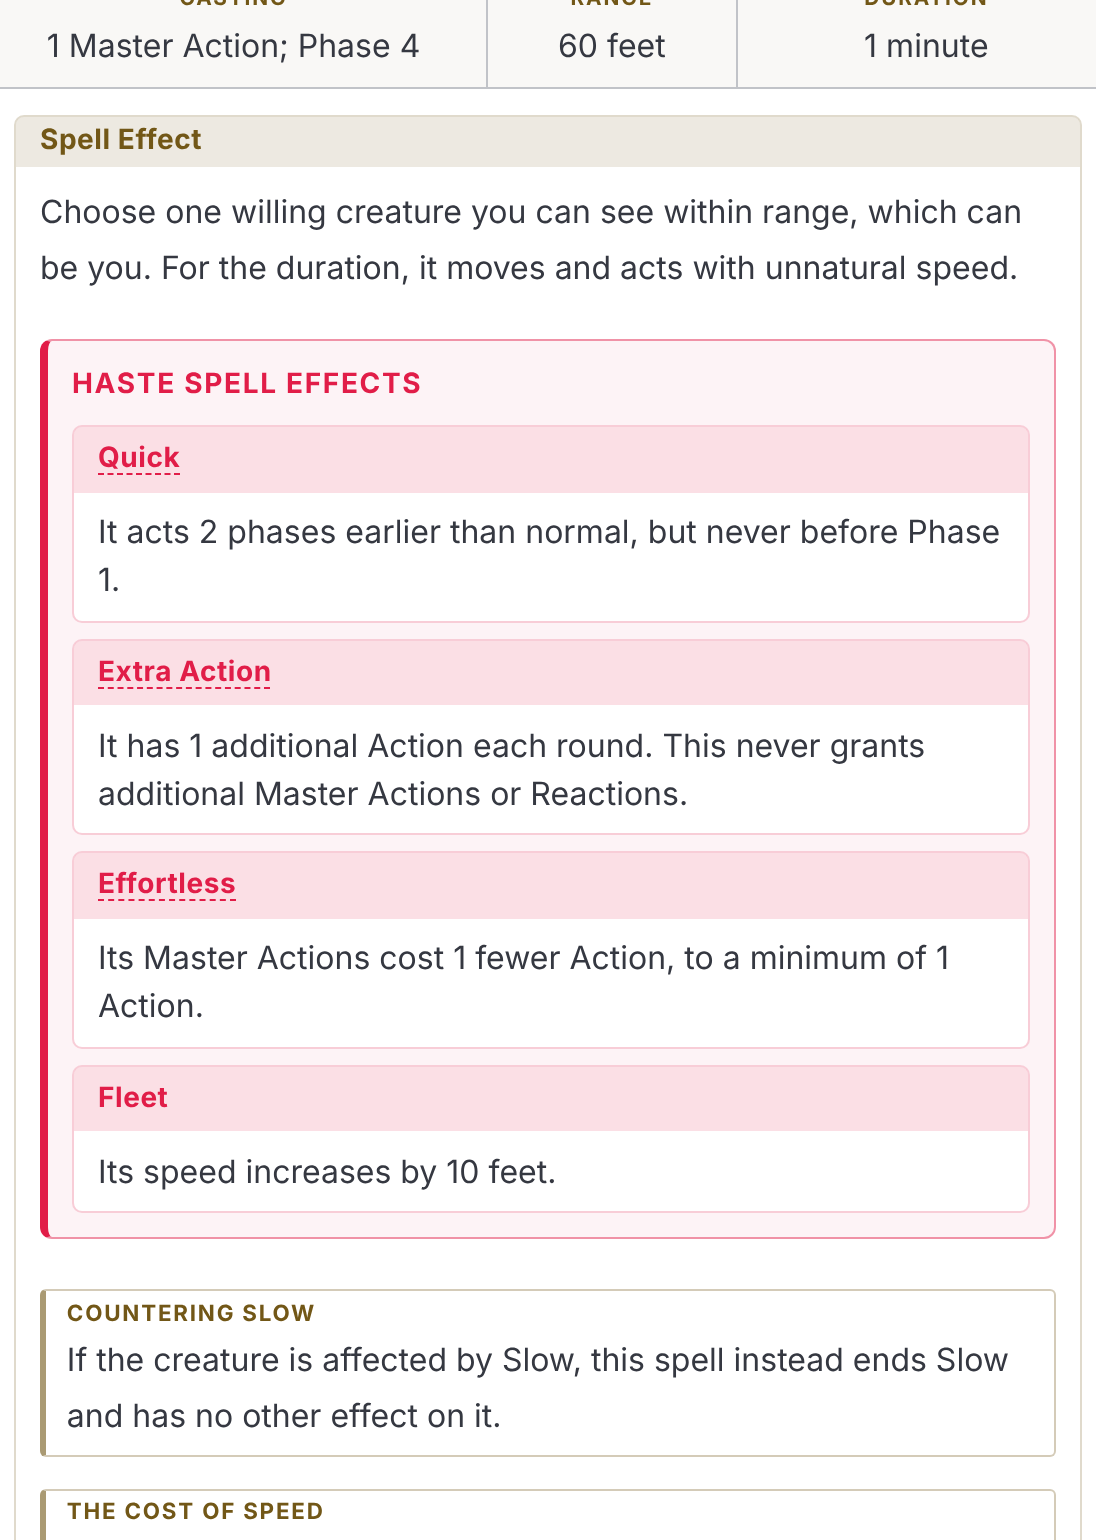 CASTING
RANGE
DURATION
1 Master Action; Phase 4
60 feet
1 minute
Spell Effect
Choose one willing creature you can see within range, which can
be you. For the duration, it moves and acts with unnatural speed.
HASTE SPELL EFFECTS
Quick
It acts 2 phases earlier than normal, but never before Phase
1.
Extra Action
It has 1 additional Action each round. This never grants
additional Master Actions or Reactions.
Effortless
Its Master Actions cost 1 fewer Action, to a minimum of 1
Action.
Fleet
Its speed increases by 10 feet.
COUNTERING SLOW
If the creature is affected by Slow, this spell instead ends Slow
and has no other effect on it.
THE COST OF SPEED